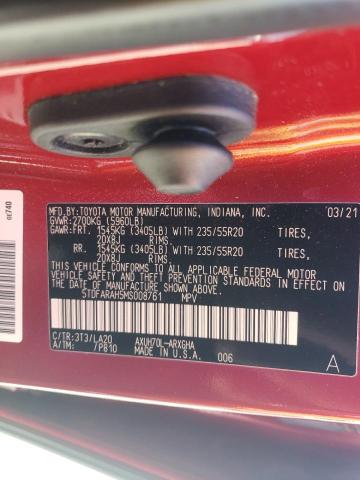 MFD.BY:TOYOTA MOTOR MANUFACTURING, INDIANA, INC. 03/21
GVWR:2700KG (5960LB)
GAWR:FRT. 1545KG (3405LB) WITH 235/55R20 TIRES,
20X8J RIMS.
RR. 1545KG (3405LB) WITH 235/55R20 TIRES,
20X8J RIMS.
THIS VEHICLE CONFORMS TO ALL APPLICABLE FEDERAL MOTOR
VEHICLE SAFETY AND BUMPER STANDARDS IN EFFECT ON
THE DATE OF MANUFACTURE SHOWN ABOVE.
5TDFARAH5MS008761 MPV
C/TR:3T3/LA20 AXUH70L-ARXGHA
A/TM: /P810 MADE IN U.S.A. 006
A